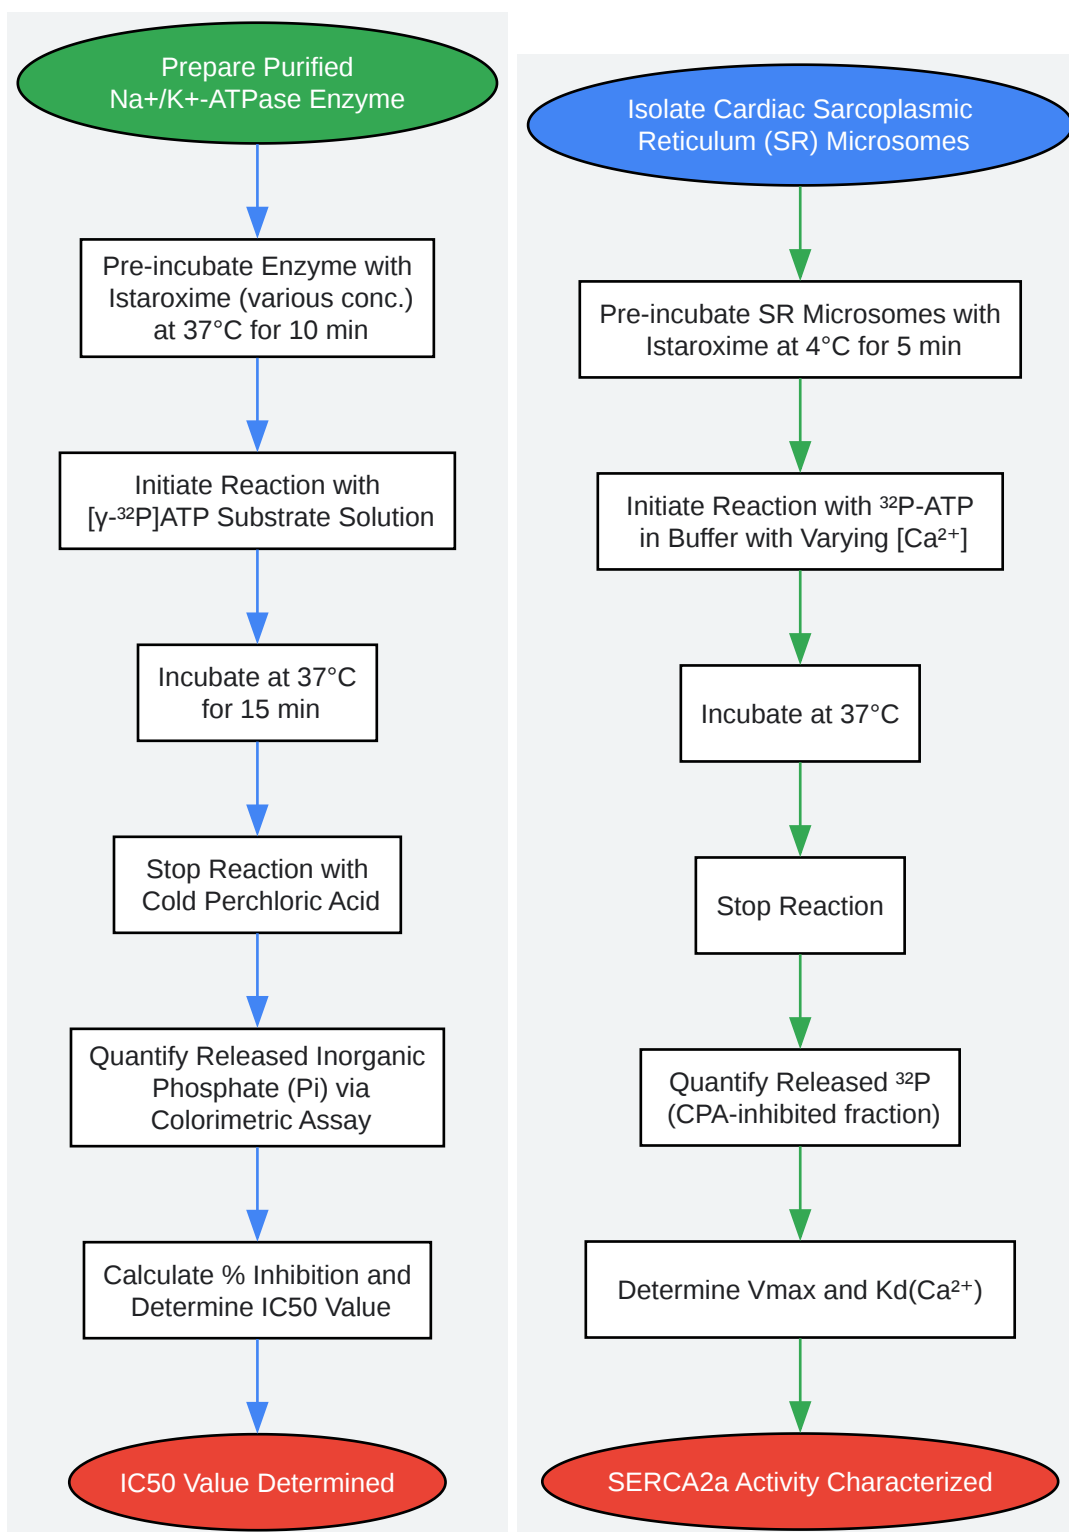 Prepare Purified
Na+/K+-ATPase Enzyme
Pre-incubate Enzyme with
Istaroxime (various conc.)
at 37°C for 10 min
Initiate Reaction with
[γ-³²P]ATP Substrate Solution
Incubate at 37°C
for 15 min
Stop Reaction with
Cold Perchloric Acid
Quantify Released Inorganic
Phosphate (Pi) via
Colorimetric Assay
Calculate % Inhibition and
Determine IC50 Value
IC50 Value Determined
Isolate Cardiac Sarcoplasmic
Reticulum (SR) Microsomes
Pre-incubate SR Microsomes with
Istaroxime at 4°C for 5 min
Initiate Reaction with ³²P-ATP
in Buffer with Varying [Ca²⁺]
Incubate at 37°C
Stop Reaction
Quantify Released ³²P
(CPA-inhibited fraction)
Determine Vmax and Kd(Ca²⁺)
SERCA2a Activity Characterized